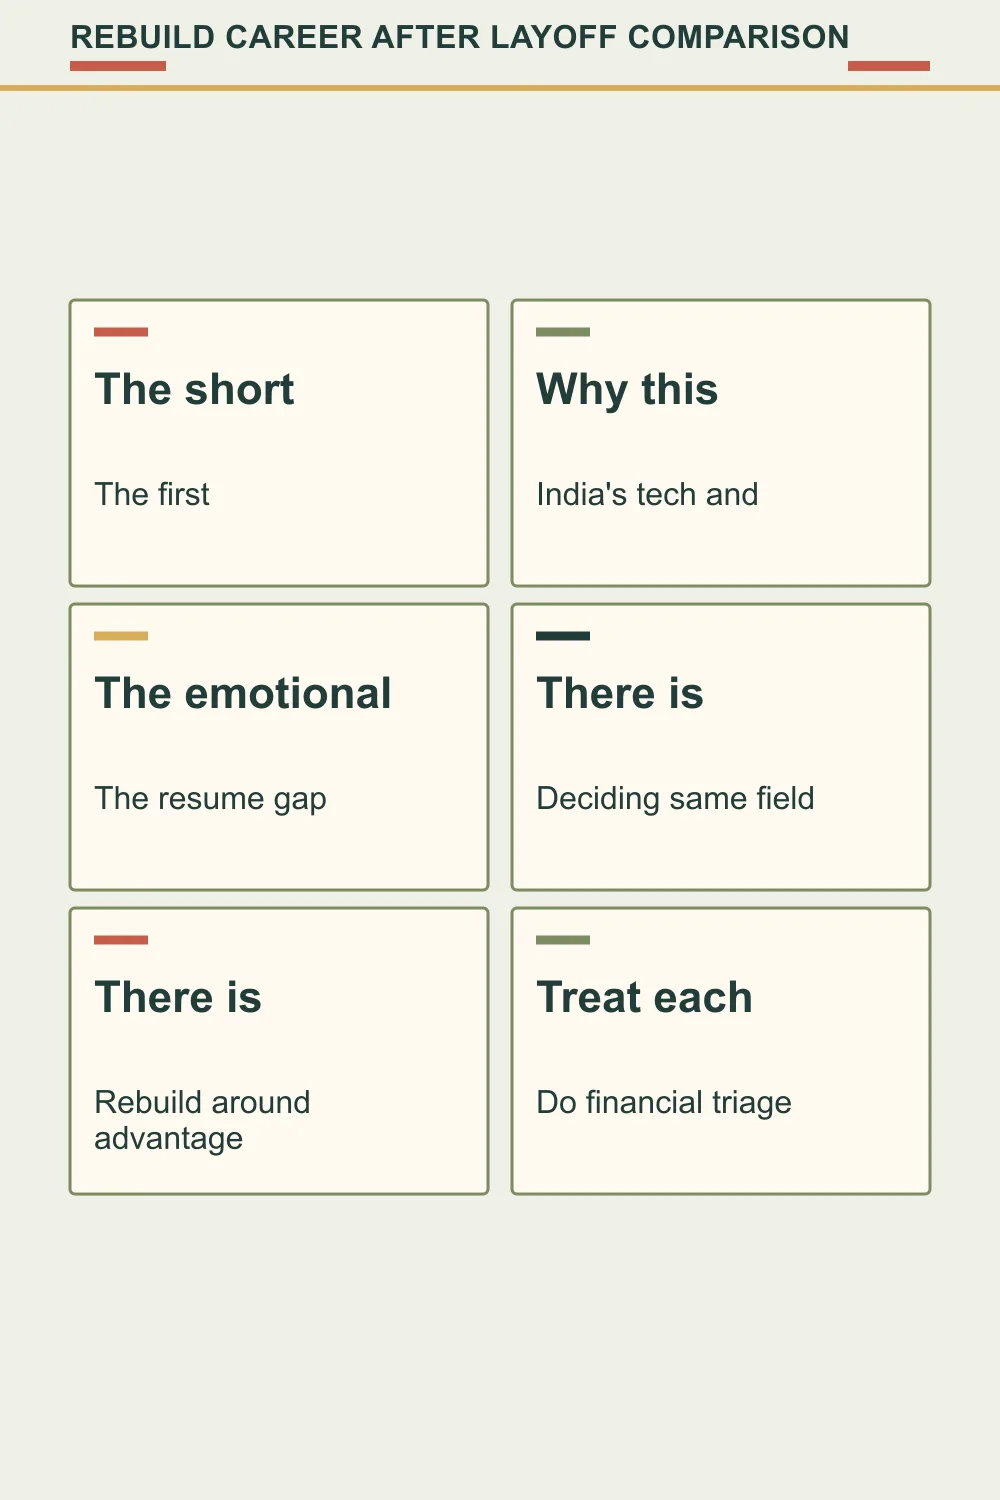 REBUILD CAREER AFTER LAYOFF COMPARISON
The short
The first
Why this
India's tech and
The emotional
The resume gap
There is
Deciding same field
There is
Rebuild around
advantage
Treat each
Do financial triage